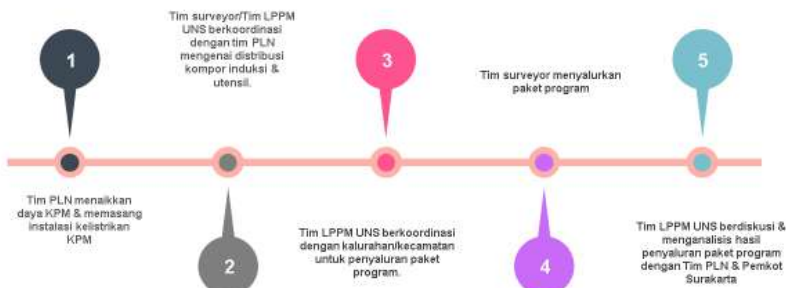 1
Tim PLN menaikkan
daya KPM & memasang
instalasi kelistrikan
KPM
Tim surveyor/Tim LPPM
UNS berkoordinasi
dengan tim PLN
mengenai distribusi
kompor induksi &
utensil.
2
3
Tim LPPM UNS berkoordinasi
dengan kalurahan/kecamatan
untuk penyaluran paket
program.
Tim surveyor menyalurkan
paket program
4
5
Tim LPPM UNS berdiskusi &
menganalisis hasil
penyaluran paket program
dengan Tim PLN & Pemkot
Surakarta